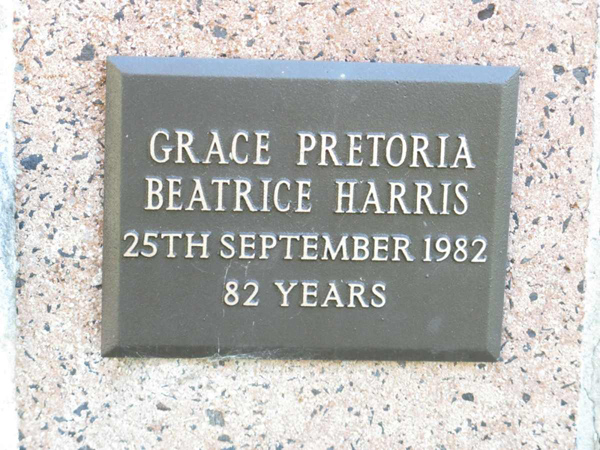 GRACE PRETORIA
BEATRICE HARRIS
25TH SEPTEMBER 1982
82 YEARS